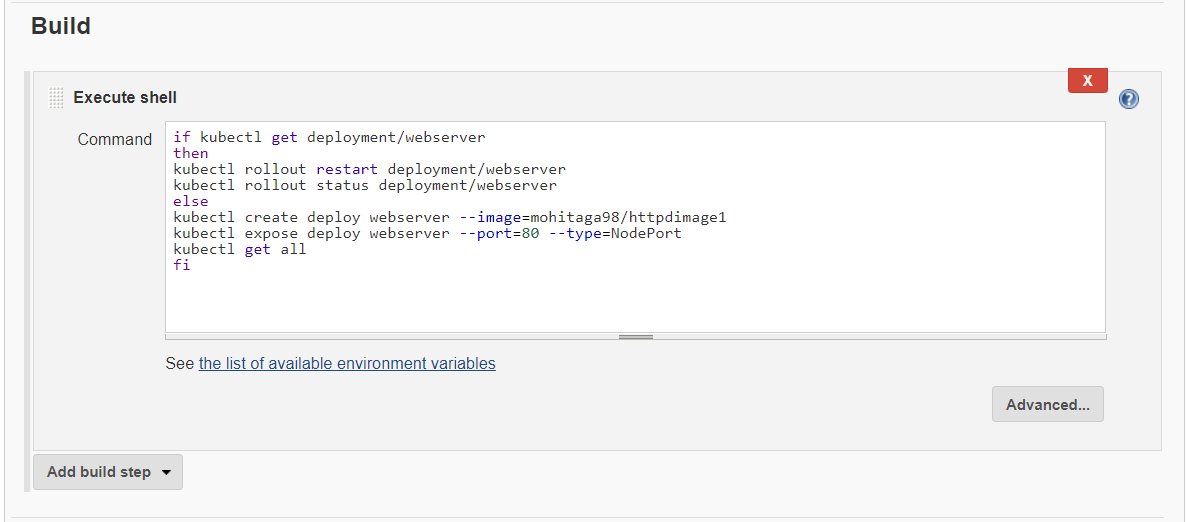 Build
X
Execute shell
?
Command
if kubectl get deployment/webserver
then
kubectl rollout restart deployment/webserver
kubectl rollout status deployment/webserver
else
kubectl create deploy webserver --image=mohitaga98/httpdimage1
kubectl expose deploy webserver --port=80 --type=NodePort
kubectl get all
fi
See the list of available environment variables
Advanced...
Add build step